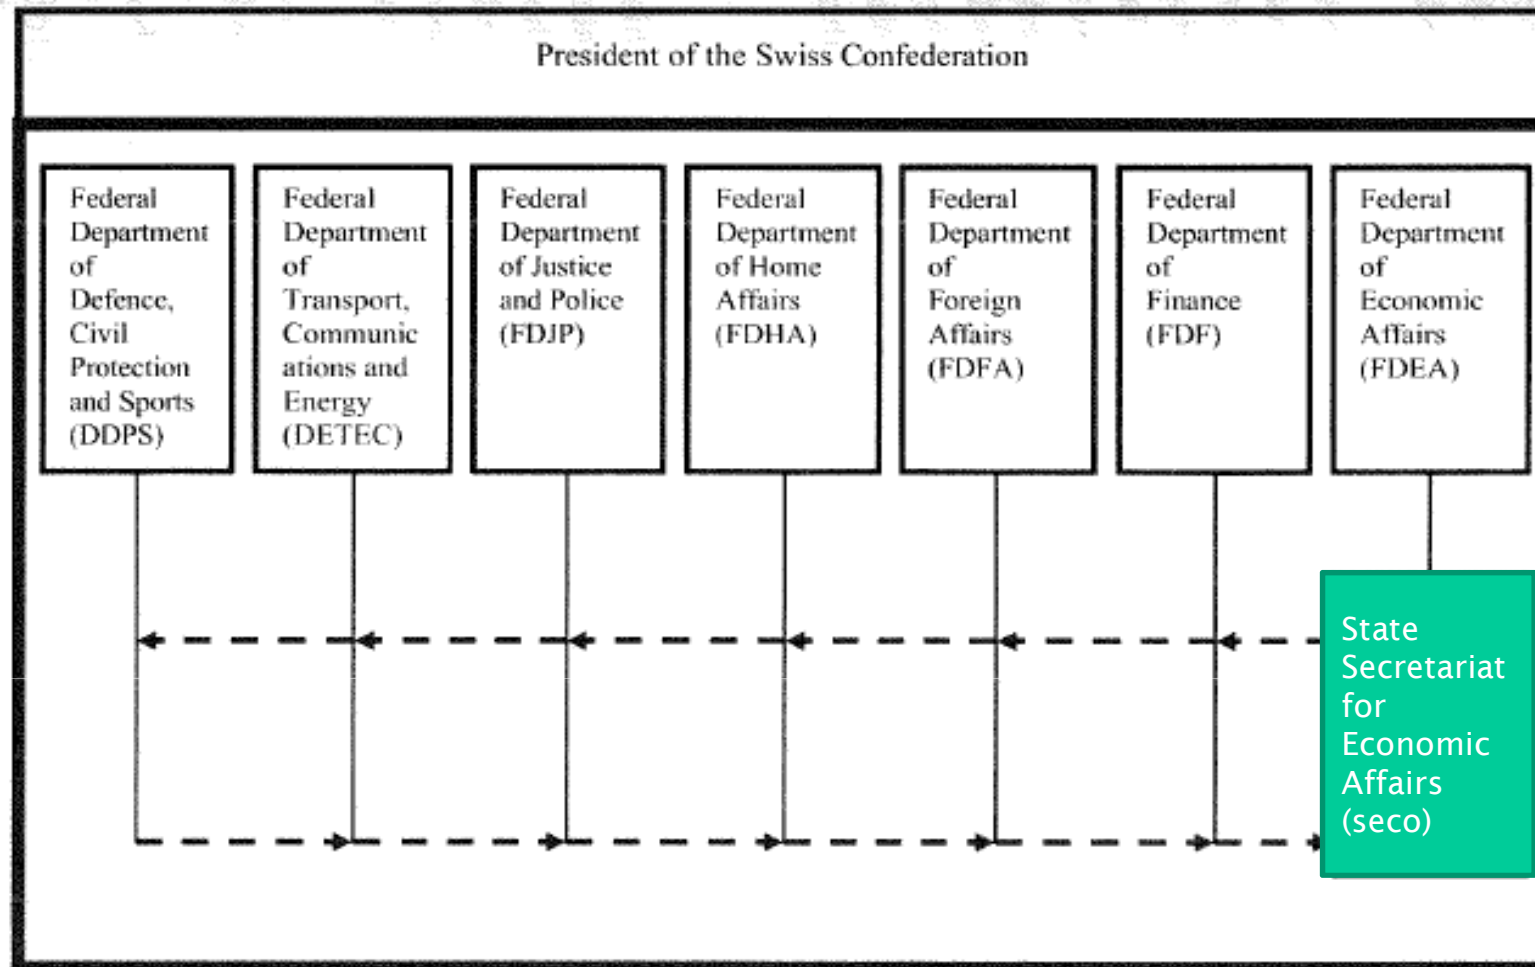 President of the Swiss Confederation
Federal
Department
of
Defence,
Civil
Protection
and Sports
(DDPS)
Federal
Department
of
Transport,
Communic
ations and
Energy
(DETEC)
Federal
Department
of Justice
and Police
(FDJP)
Federal
Department
of Home
Affairs
(FDHA)
Federal
Department
of
Foreign
Affairs
(FDFA)
Federal
Department
of
Finance
(FDF)
Federal
Department
of
Economic
Affairs
(FDEA)
State
Secretariat
for
Economic
Affairs
(seco)